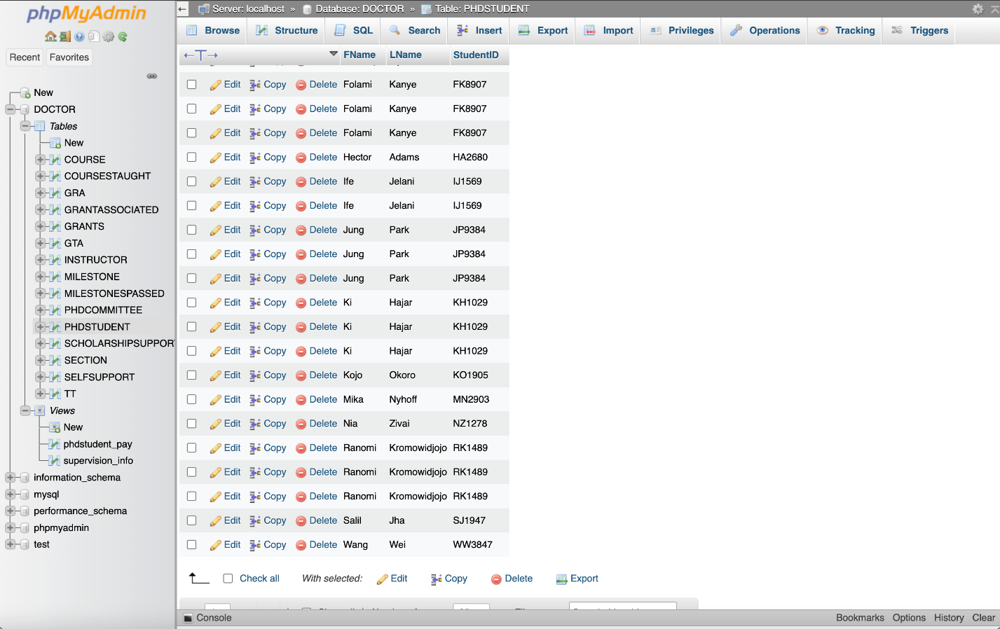 phpMyAdmin
Recent Favorites
New
DOCTOR
Tables
New
COURSE
COURSESTAUGHT
GRA
GRANTASSOCIATED
GRANTS
GTA
INSTRUCTOR
MILESTONE
MILESTONESPASSED
PHDCOMMITTEE
PHDSTUDENT
SCHOLARSHIPSUPPOR
SECTION
SELFSUPPORT
TT
Views
New
phdstudent_pay
supervision_info
information_schema
mysql
performance_schema
phpmyadmin
test
Server: localhost » Database: DOCTOR » Table: PHDSTUDENT
Browse Structure SQL Search Insert Export Import Privileges Operations Tracking Triggers
FName LName StudentID
Edit Copy Delete Folami Kanye FK8907
Edit Copy Delete Folami Kanye FK8907
Edit Copy Delete Folami Kanye FK8907
Edit Copy Delete Hector Adams HA2680
Edit Copy Delete Ife Jelani IJ1569
Edit Copy Delete Ife Jelani IJ1569
Edit Copy Delete Jung Park JP9384
Edit Copy Delete Jung Park JP9384
Edit Copy Delete Jung Park JP9384
Edit Copy Delete Ki Hajar KH1029
Edit Copy Delete Ki Hajar KH1029
Edit Copy Delete Ki Hajar KH1029
Edit Copy Delete Kojo Okoro KO1905
Edit Copy Delete Mika Nyhoff MN2903
Edit Copy Delete Nia Zivai NZ1278
Edit Copy Delete Ranomi Kromowidjojo RK1489
Edit Copy Delete Ranomi Kromowidjojo RK1489
Edit Copy Delete Ranomi Kromowidjojo RK1489
Edit Copy Delete Salil Jha SJ1947
Edit Copy Delete Wang Wei WW3847
Check all With selected: Edit Copy Delete Export
Console Bookmarks Options History Clear